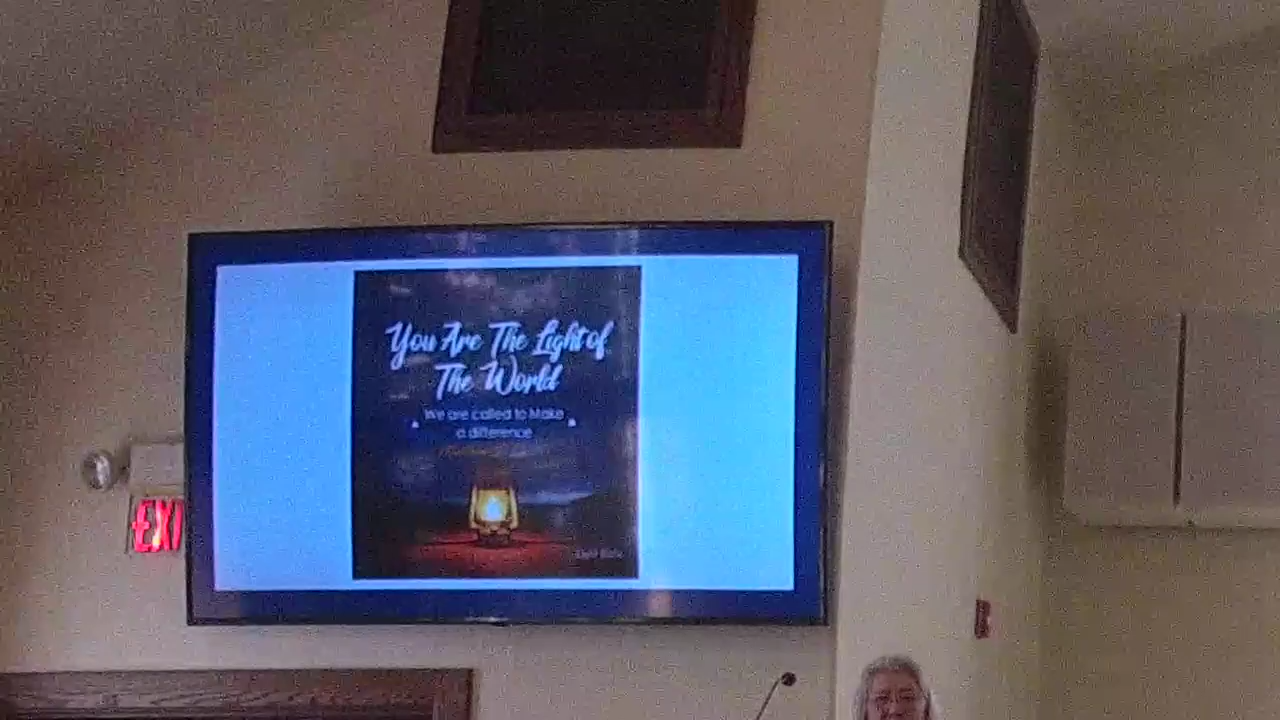 You Are The Light of
The World
We are called to Make
a difference
EXI